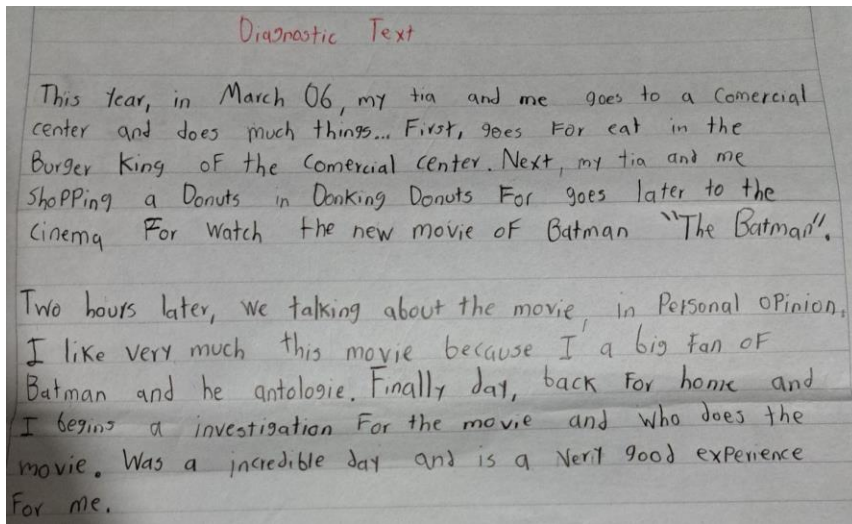 Diagnostic Text
This Year, in March 06, my tia and me goes to a Comercial
center and does much things... First, goes For eat in the
Burger King of the Comercial center. Next, my tia and me
Shopping a Donuts in Donking Donuts For goes later to the
Cinema For watch the new movie of Batman "The Batman".
Two hours later, we talking about the movie, in Personal opinion,
I like very much this movie because I'a big Fan of
Batman and he antologie. Finally day, back for home and
I begins a investigation For the movie and who does the
movie. Was a incredible day and is a very good experience
For me.